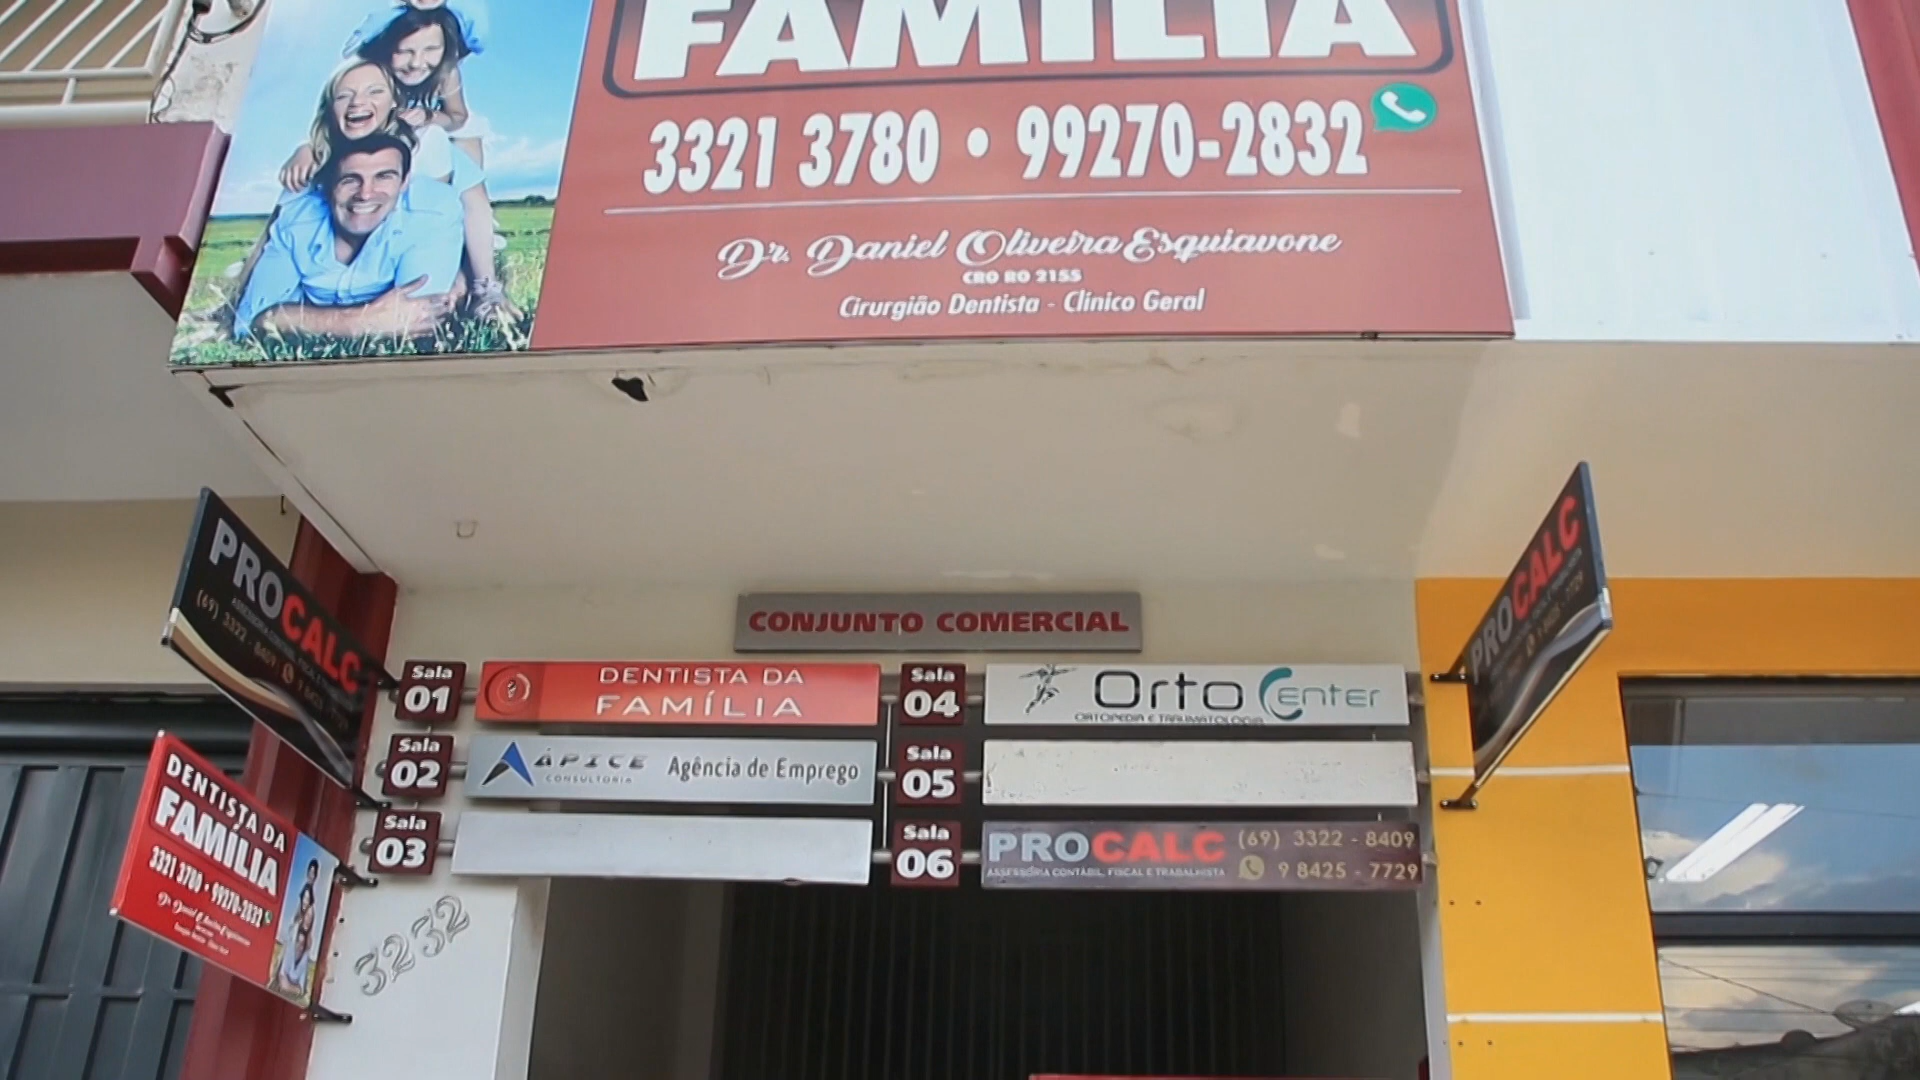 FAMÍLIA
3321 3780 • 99270-2832
Dr. Daniel Oliveira Esquiavone
CRO RO 2155
Cirurgião Dentista - Clínico Geral
PROCALC
(69) 3322 - 8409
PROCALC
CONJUNTO COMERCIAL
Sala
01
DENTISTA DA
FAMÍLIA
Sala
02
ÁPICE
CONSULTORIA
Agência de Emprego
Sala
03
Sala
04
Orto Center
ORTOPEDIA E TRAUMATOLOGIA
Sala
05
Sala
06
PROCALC
ASSESSORIA CONTÁBIL, FISCAL E TRABALHISTA
(69) 3322 - 8409
9 8425 - 7729
DENTISTA DA
FAMÍLIA
3321 3780 • 99270-2832
3232